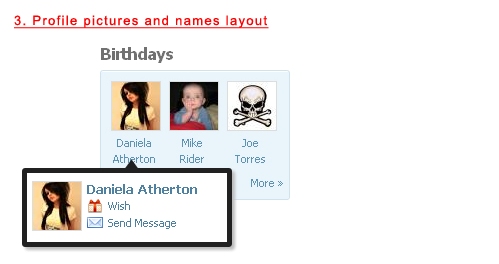 3. Profile pictures and names layout
Birthdays
Daniela Atherton
Mike Rider
Joe Torres
More »
Daniela Atherton
Wish
Send Message